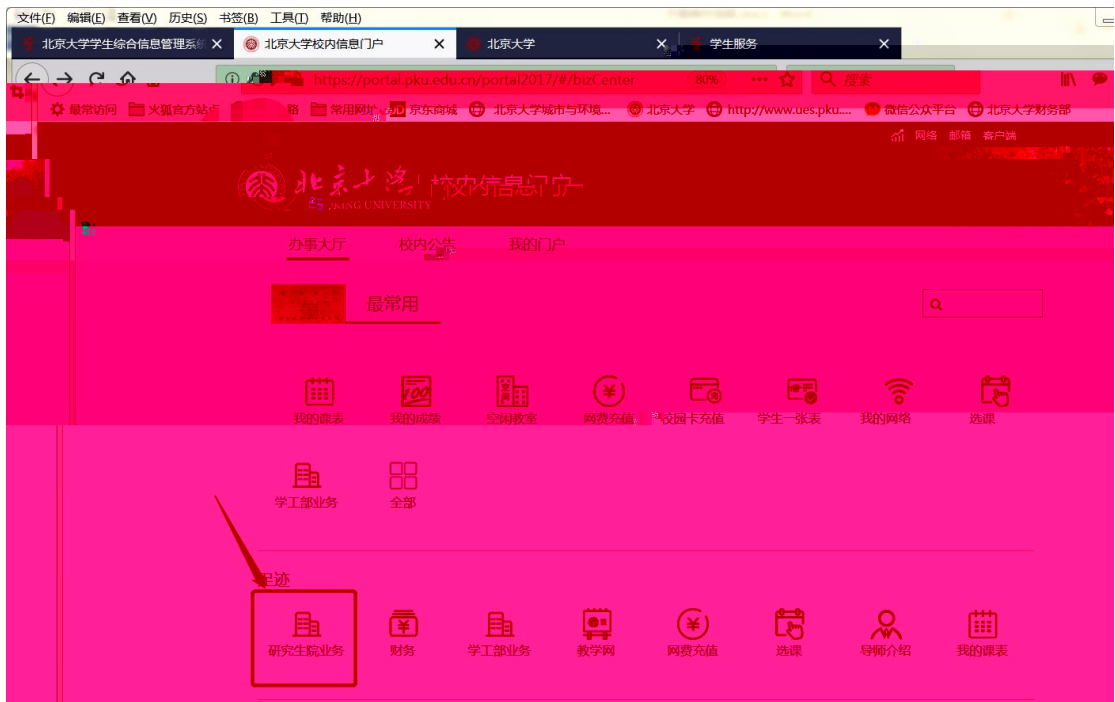 文件(F) 编辑(E) 查看(V) 历史(S) 书签(B) 工具(T) 帮助(H)
北京大学学生综合信息管理系统 北京大学校内信息门户 北京大学 学生服务
https://portal.pku.edu.cn/portal2017/#/bizCenter 80% 搜索
最常访问 火狐官方站点 常用网址 JD 京东商城 北京大学城市与环境... 北京大学 http://www.ues.pku.... 微信公众平台 北京大学财务部
网络 邮箱 客户端
北京大学 校内信息门户
PEKING UNIVERSITY
办事大厅 校内公告 我的门户
最常用
我的课表 我的成绩 空闲教室 网费充值 校园卡充值 学生一张表 我的网络 选课
学工部业务 全部
足迹
研究生院业务 财务 学工部业务 教学网 网费充值 选课 导师介绍 我的课表